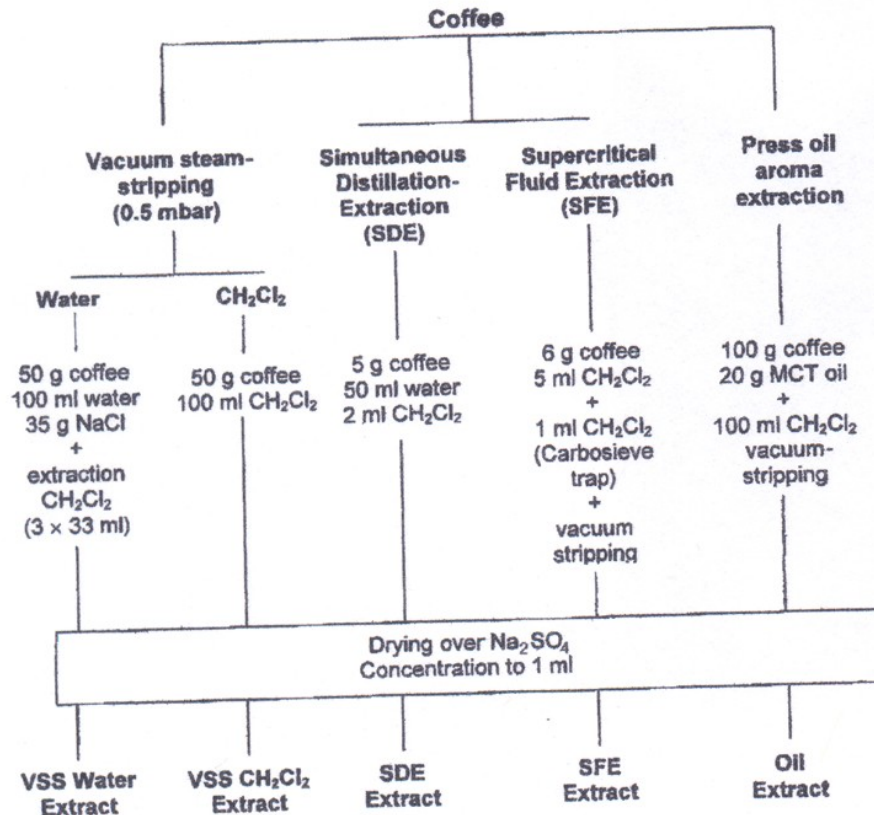 Coffee
Vacuum steam-
stripping
(0.5 mbar)
Simultaneous
Distillation-
Extraction
(SDE)
Supercritical
Fluid Extraction
(SFE)
Press oil
aroma
extraction
Water
CH₂Cl₂
50 g coffee
100 ml water
35 g NaCl
+
extraction
CH₂Cl₂
(3 × 33 ml)
50 g coffee
100 ml CH₂Cl₂
5 g coffee
50 ml water
2 ml CH₂Cl₂
6 g coffee
5 ml CH₂Cl₂
+
1 ml CH₂Cl₂
(Carbosieve
trap)
+
vacuum
stripping
100 g coffee
20 g MCT oil
+
100 ml CH₂Cl₂
vacuum-
stripping
Drying over Na₂SO₄
Concentration to 1 ml
VSS Water
Extract
VSS CH₂Cl₂
Extract
SDE
Extract
SFE
Extract
Oil
Extract